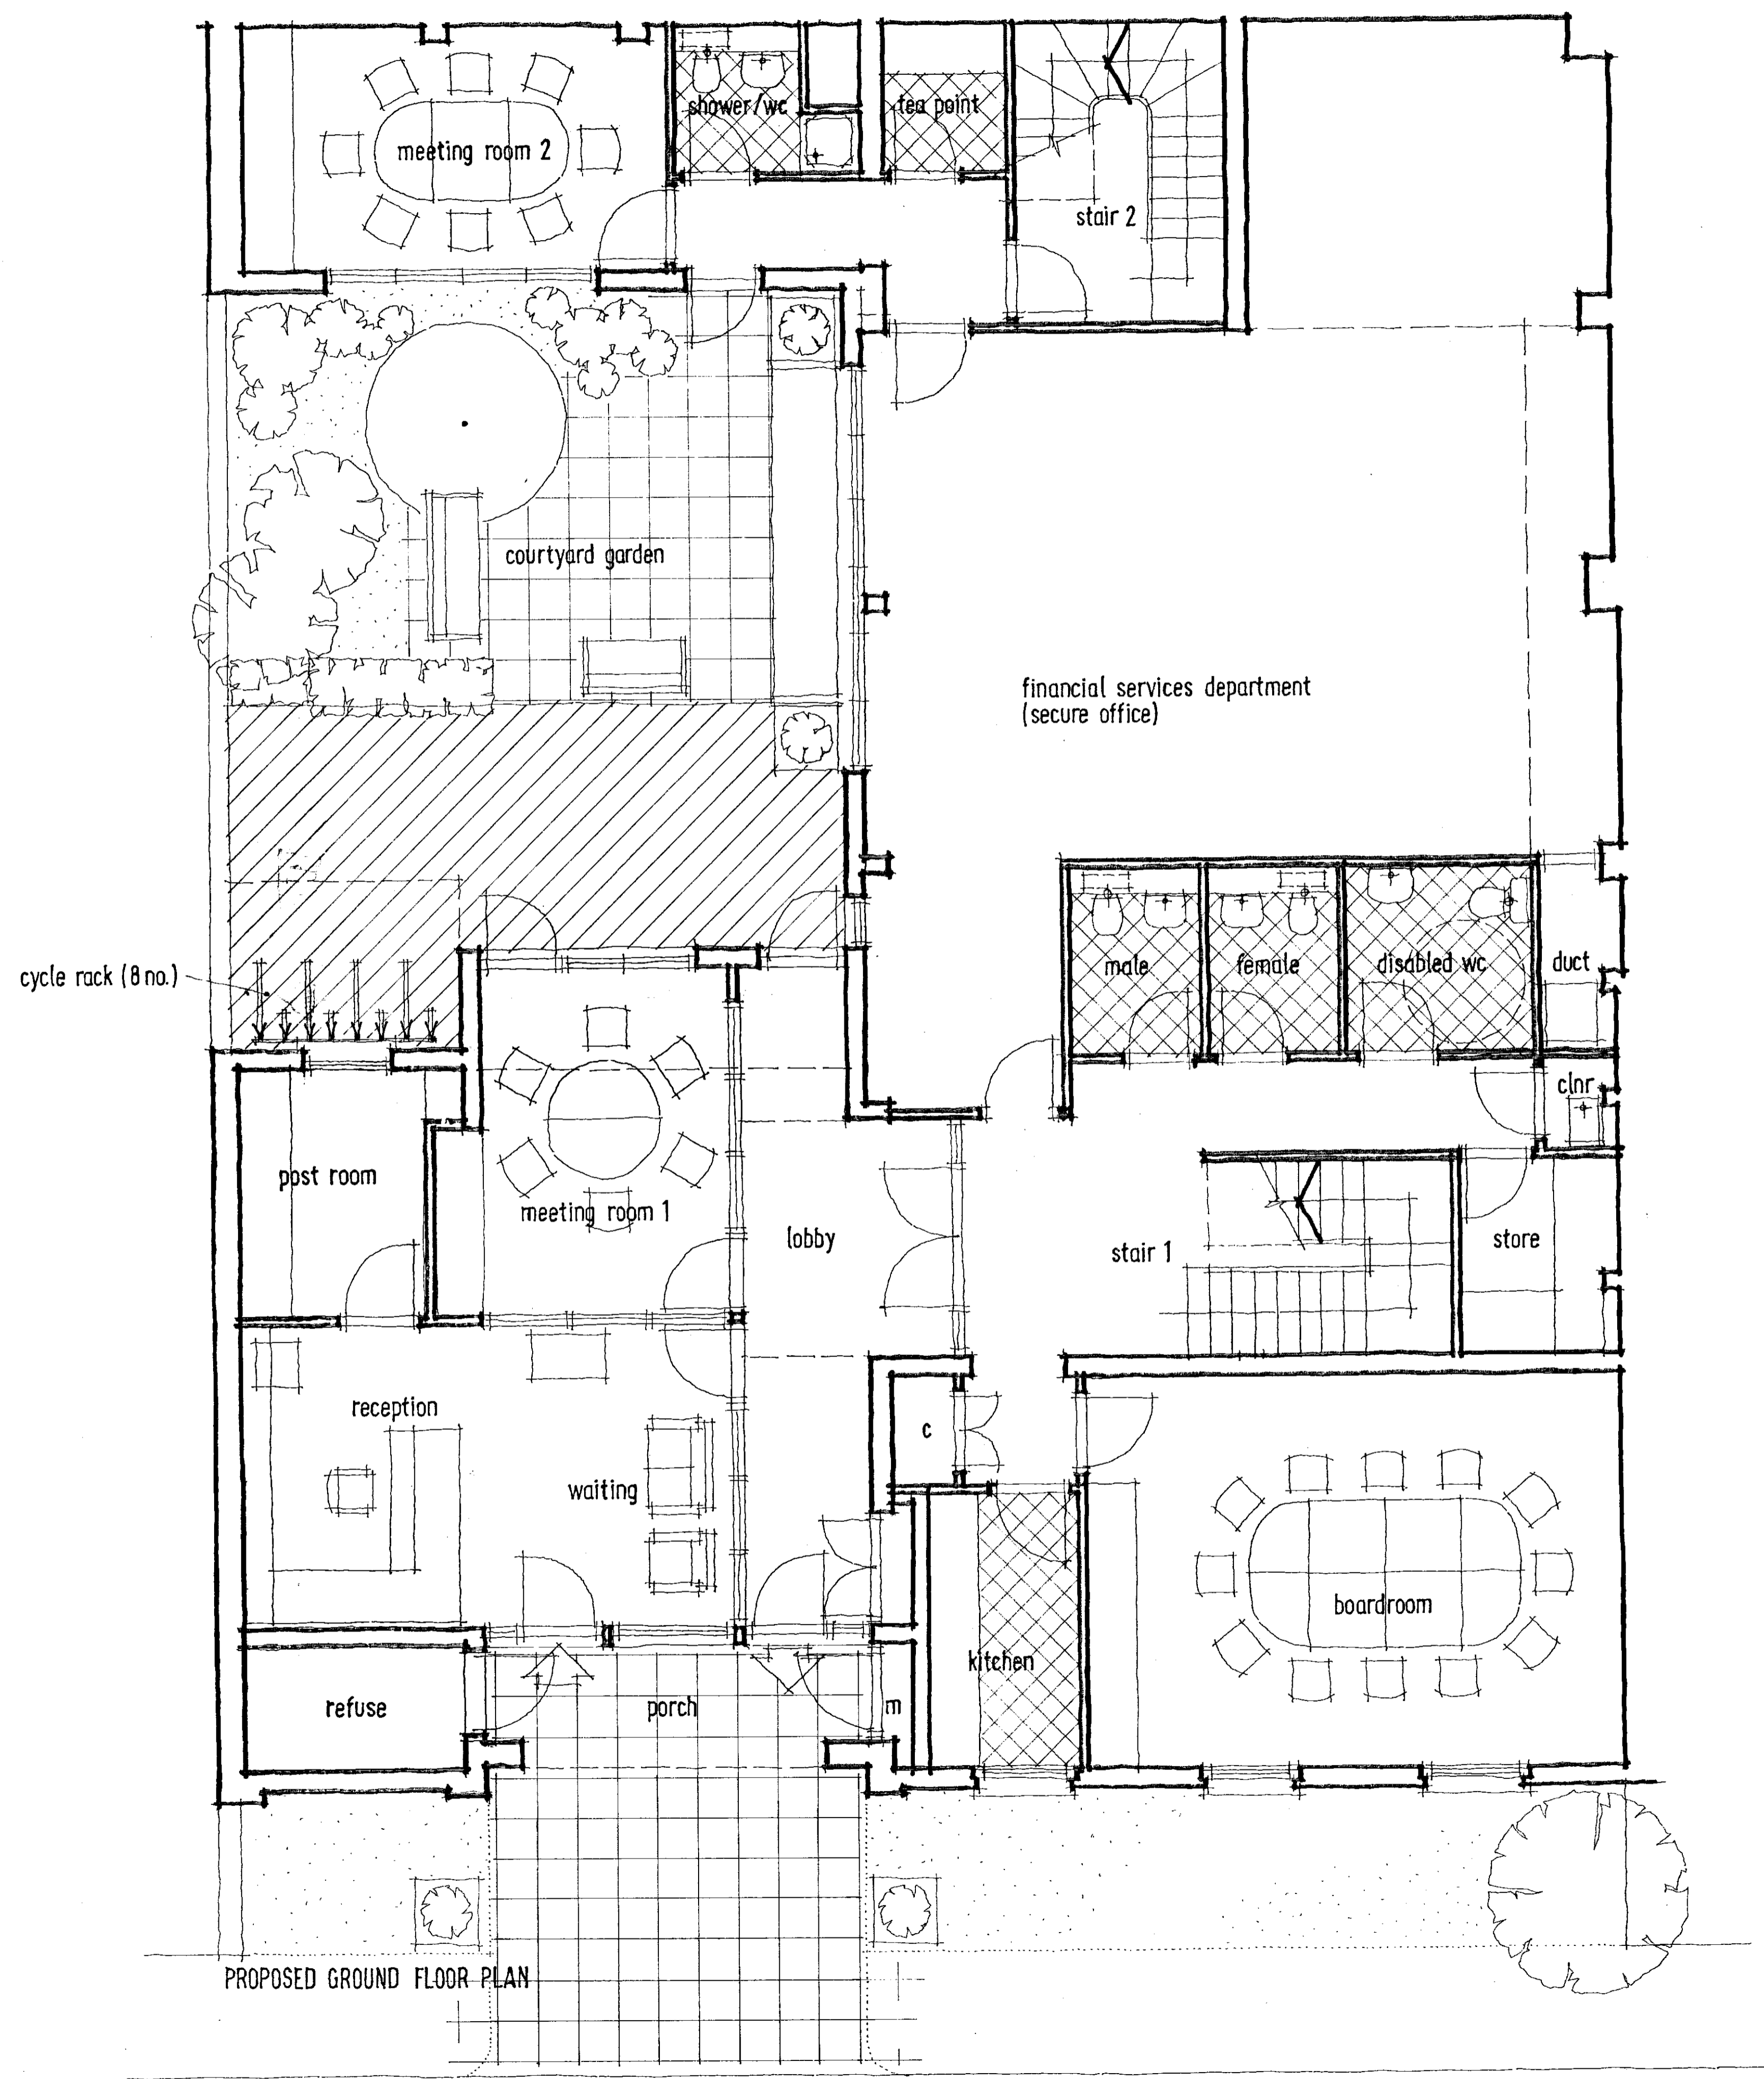 shower/wc
tea point
meeting room 2
stair 2
courtyard garden
financial services department
(secure office)
cycle rack (8 no.)
male
female
disabled wc
duct
clnr
post room
meeting room 1
lobby
stair 1
store
reception
c
waiting
boardroom
kitchen
refuse
porch
m
PROPOSED GROUND FLOOR PLAN